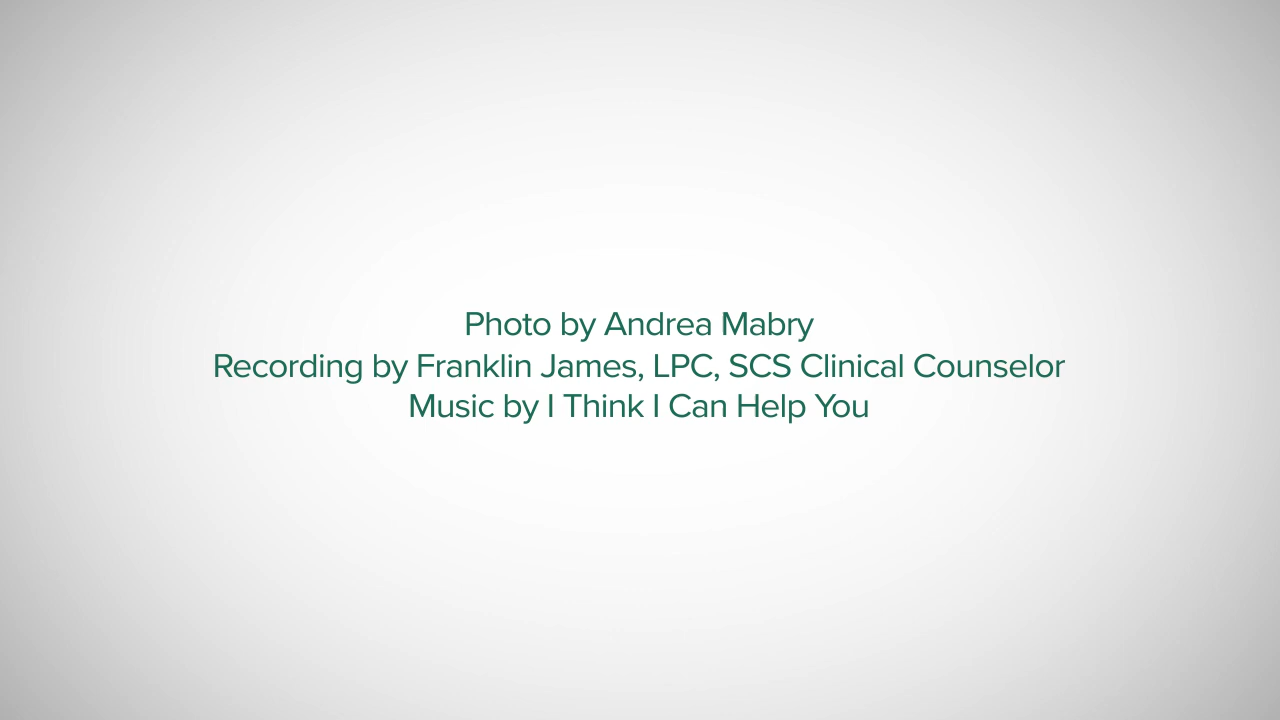 Photo by Andrea Mabry
Recording by Franklin James, LPC, SCS Clinical Counselor
Music by I Think I Can Help You